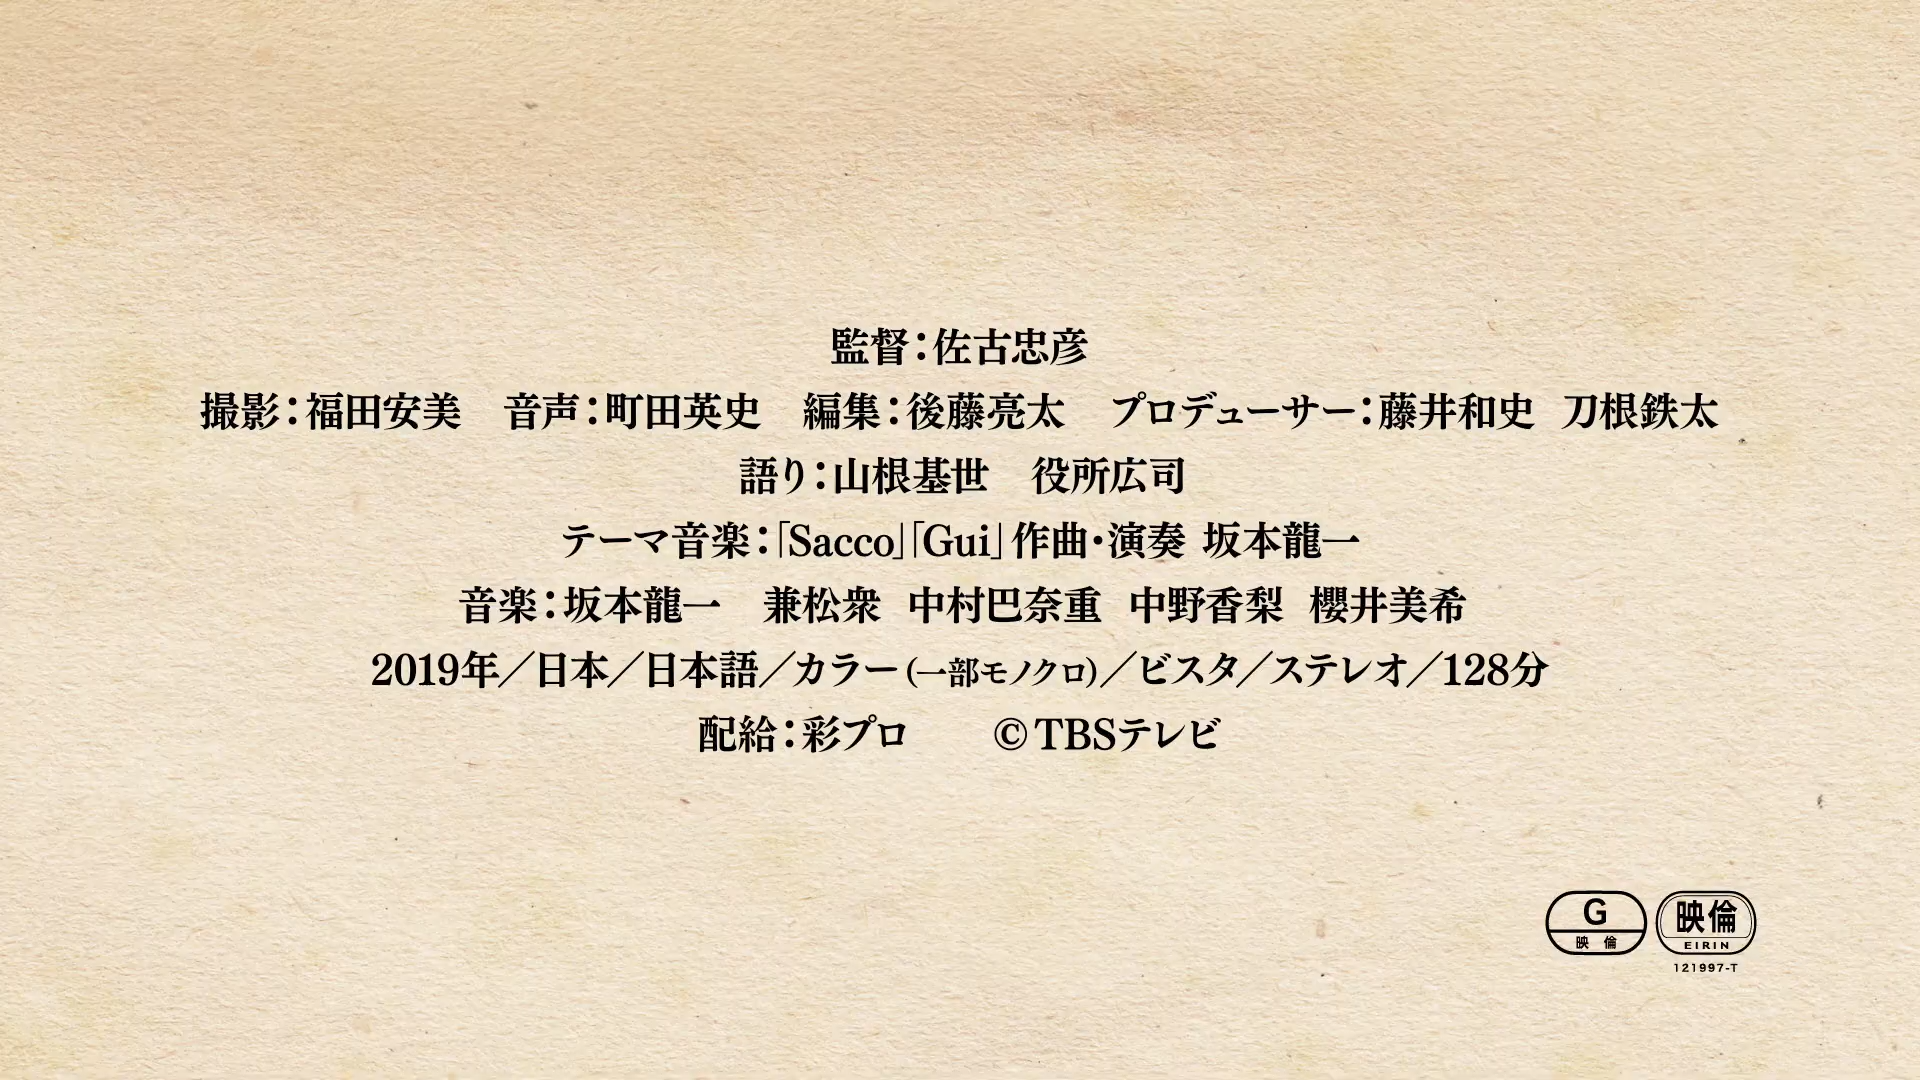 監督：佐古忠彦
撮影：福田安美　音声：町田英史　編集：後藤亮太　プロデューサー：藤井和史 刀根鉄太
語り：山根基世　役所広司
テーマ音楽：「Sacco」「Gui」作曲・演奏 坂本龍一
音楽：坂本龍一　兼松衆 中村巴奈重 中野香梨 櫻井美希
2019年／日本／日本語／カラー（一部モノクロ）／ビスタ／ステレオ／128分
配給：彩プロ　　©TBSテレビ
G
映倫
映倫
EIRIN
121997-T